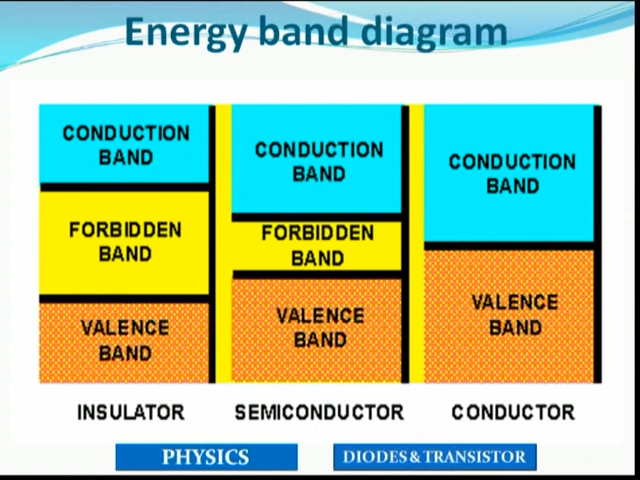 Energy band diagram
CONDUCTION
BAND
FORBIDDEN
BAND
VALENCE
BAND
INSULATOR
CONDUCTION
BAND
FORBIDDEN
BAND
VALENCE
BAND
SEMICONDUCTOR
CONDUCTION
BAND
VALENCE
BAND
CONDUCTOR
PHYSICS
DIODES & TRANSISTOR